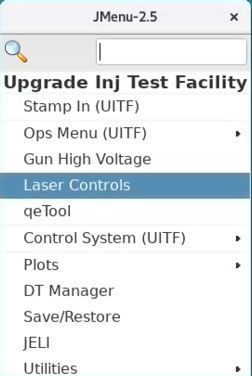 JMenu-2.5
Upgrade Inj Test Facility
Stamp In (UITF)
Ops Menu (UITF)
Gun High Voltage
Laser Controls
qeTool
Control System (UITF)
Plots
DT Manager
Save/Restore
JELI
Utilities